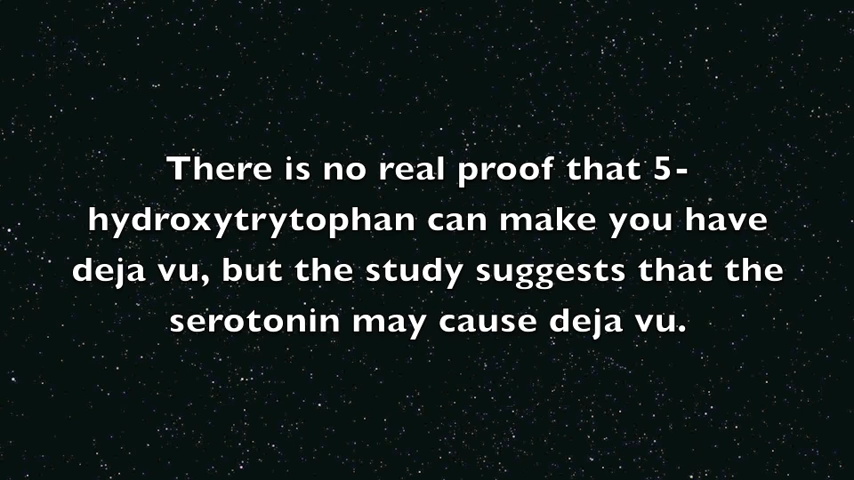 There is no real proof that 5-
hydroxytrytophan can make you have
deja vu, but the study suggests that the
serotonin may cause deja vu.